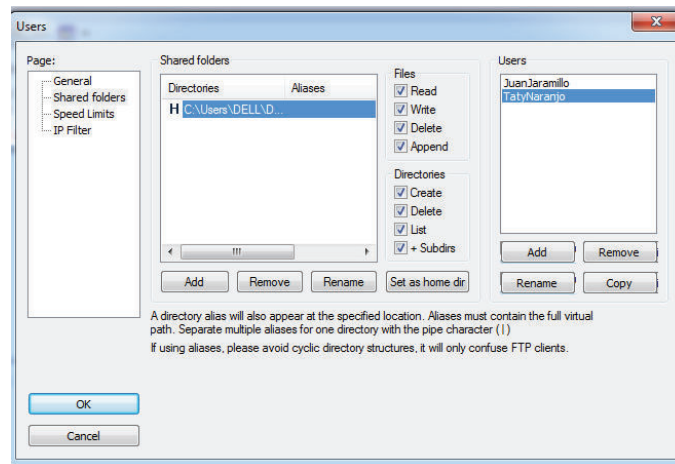 Users
Page:
General
Shared folders
Speed Limits
IP Filter
OK
Cancel
Shared folders
Directories Aliases
H C:\Users\DELL\D...
Add Remove Rename Set as home dir
Files
Read
Write
Delete
Append
Directories
Create
Delete
List
+ Subdirs
Users
JuanJaramillo
TatyNaranjo
Add Remove
Rename Copy
A directory alias will also appear at the specified location. Aliases must contain the full virtual
path. Separate multiple aliases for one directory with the pipe character (|)
If using aliases, please avoid cyclic directory structures, it will only confuse FTP clients.